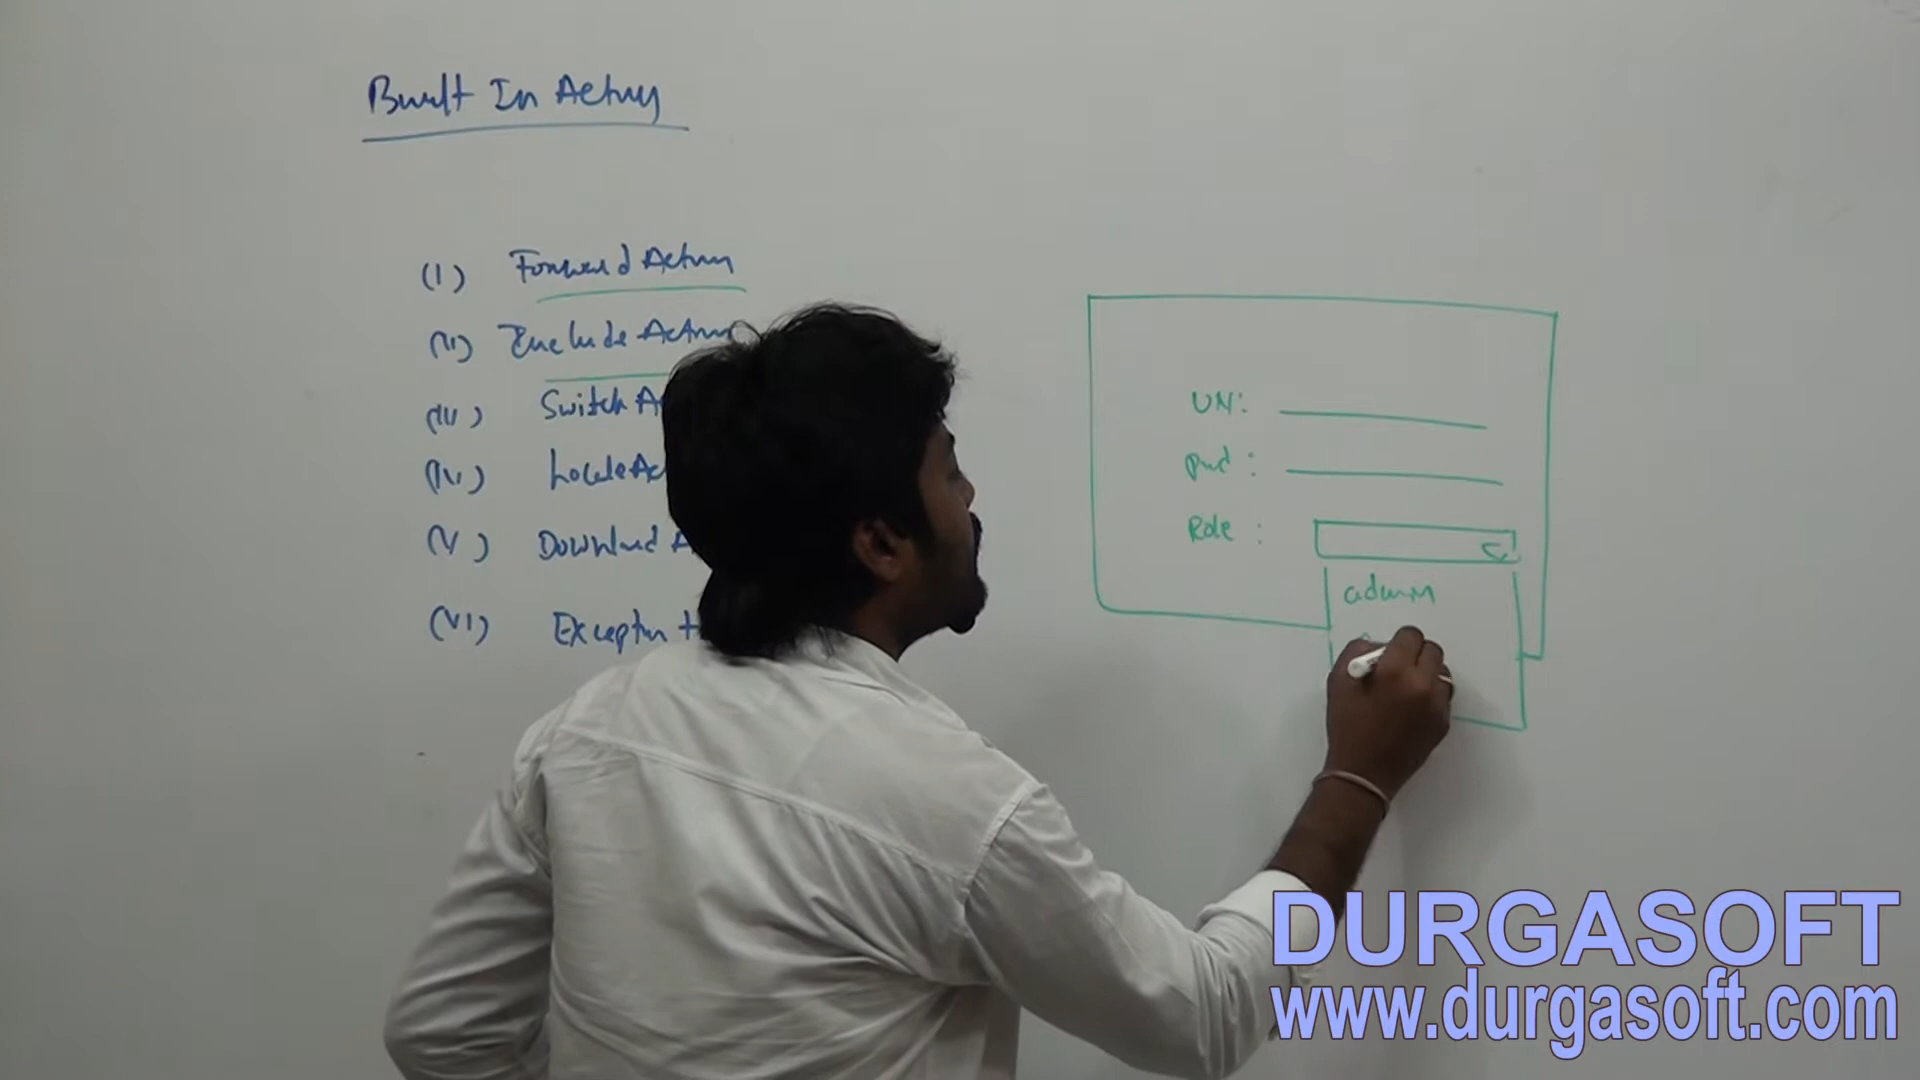 Built In Action
(I) Forward Action
(II) Include Action
(III) Switch A
(IV) Locale Ac
(V) Download A
(VI) Exception H
UN:
pwd:
Role:
admin
DURGASOFT
www.durgasoft.com